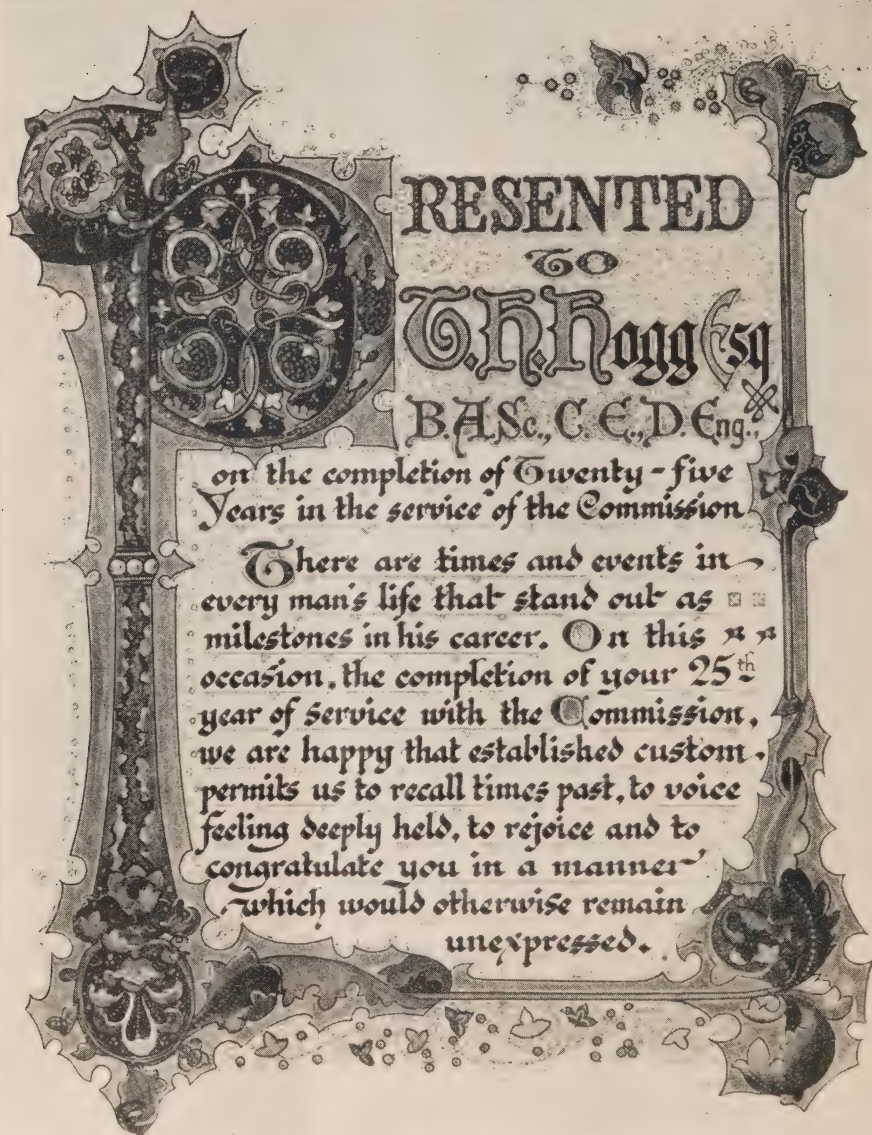 PRESENTED
TO
T.H. Hogg Esq
B.A.Sc., C.E., D.Eng.,
on the completion of Twenty-five
Years in the service of the Commission
There are times and events in
every man's life that stand out as
milestones in his career. On this
occasion, the completion of your 25th
year of service with the Commission,
we are happy that established custom
permits us to recall times past, to voice
feeling deeply held, to rejoice and to
congratulate you in a manner
which would otherwise remain
unexpressed.